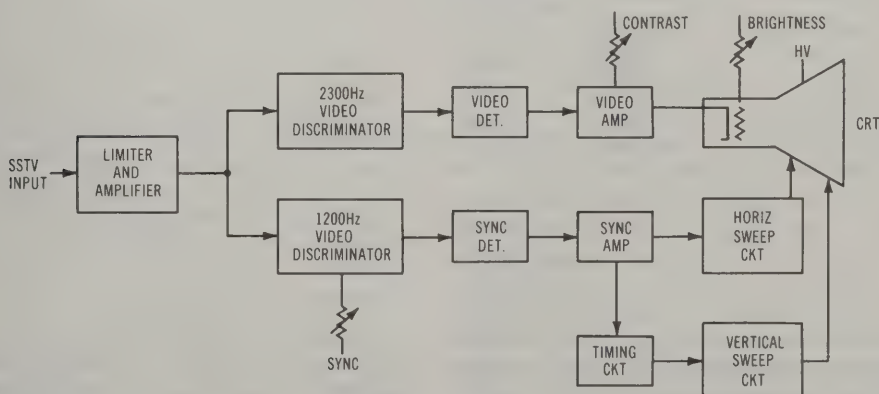 CONTRAST
BRIGHTNESS
HV
2300Hz
VIDEO
DISCRIMINATOR
VIDEO
DET.
VIDEO
AMP
CRT
SSTV
INPUT
LIMITER
AND
AMPLIFIER
1200Hz
VIDEO
DISCRIMINATOR
SYNC
DET.
SYNC
AMP
HORIZ
SWEEP
CKT
SYNC
TIMING
CKT
VERTICAL
SWEEP
CKT